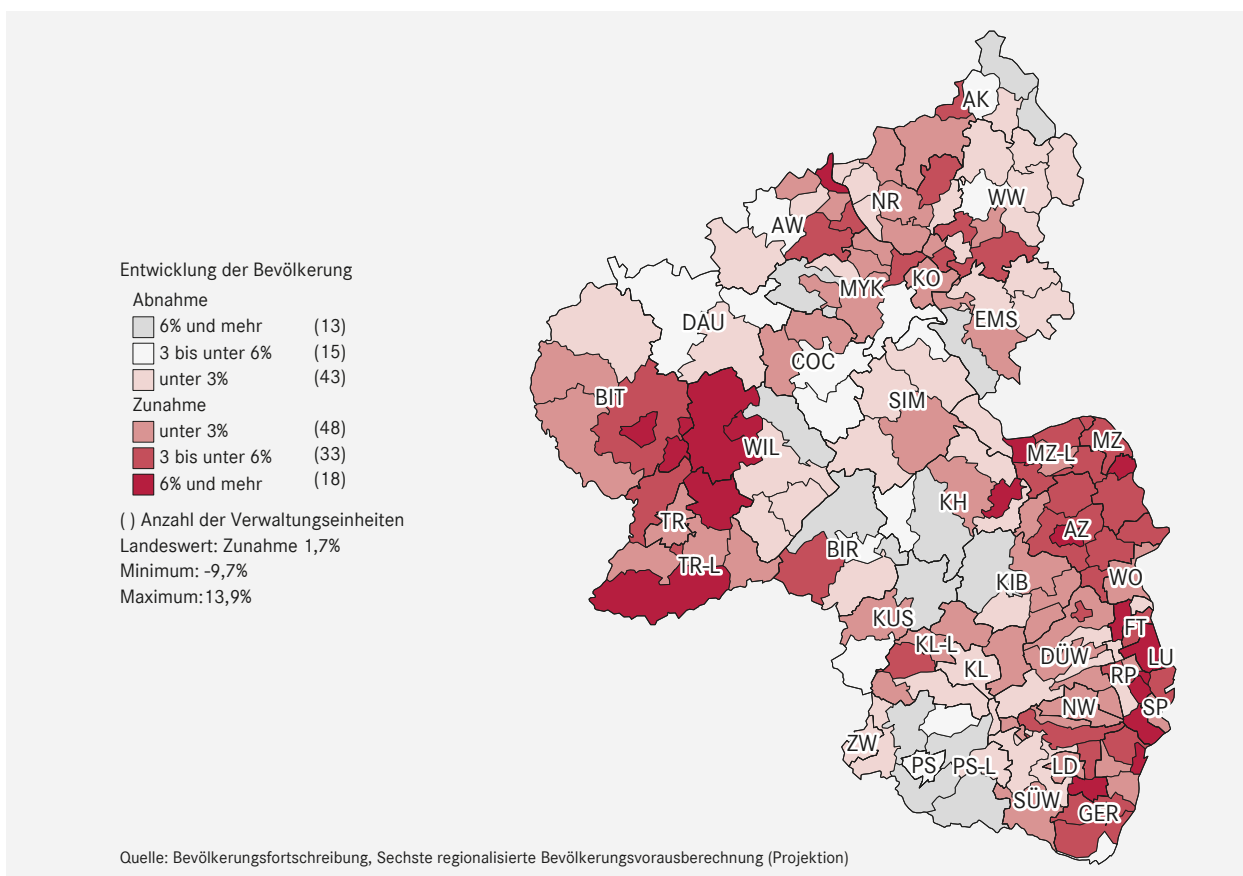 Entwicklung der Bevölkerung
Abnahme
6% und mehr (13)
3 bis unter 6% (15)
unter 3% (43)
Zunahme
unter 3% (48)
3 bis unter 6% (33)
6% und mehr (18)
( ) Anzahl der Verwaltungseinheiten
Landeswert: Zunahme 1,7%
Minimum: -9,7%
Maximum:13,9%
AK
NR
WW
AW
MYK
KO
EMS
DAU
COC
BIT
SIM
WIL
MZ-L
MZ
KH
TR
AZ
BIR
TR-L
KIB
WO
KUS
FT
KL-L
KL
DÜW
LU
RP
NW
SP
ZW
PS
PS-L
LD
SÜW
GER
Quelle: Bevölkerungsfortschreibung, Sechste regionalisierte Bevölkerungsvorausberechnung (Projektion)